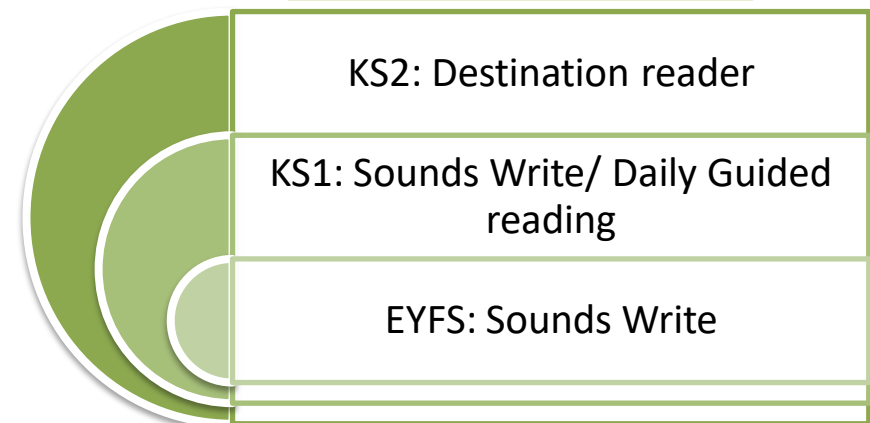 KS2: Destination reader
KS1: Sounds Write/ Daily Guided
reading
EYFS: Sounds Write